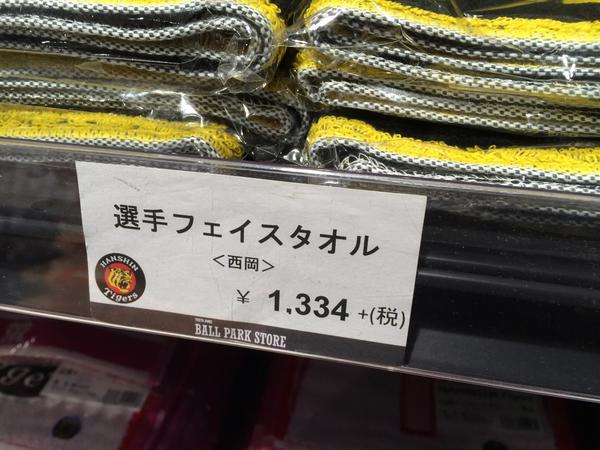 選手フェイスタオル
<西岡>
HANSHIN
Tigers
¥ 1,334 +(税)
BALL PARK STORE
ge